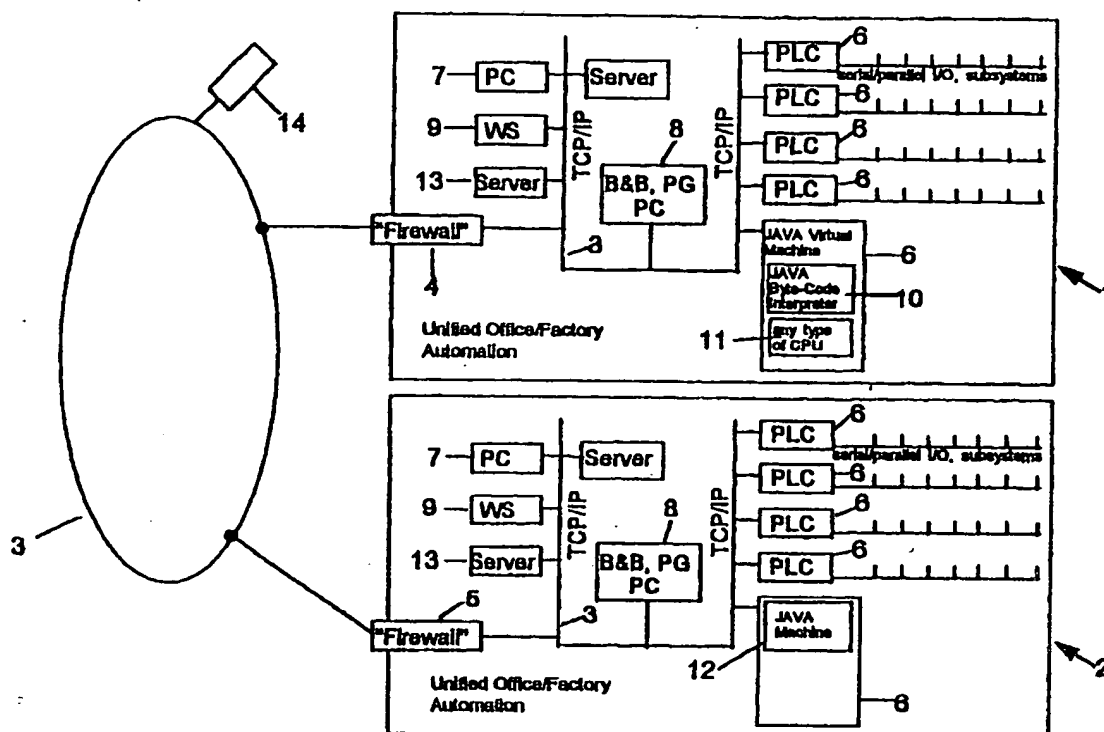 14
3
7
PC
Server
9
WS
13
Server
"Firewall"
4
TCP/IP
3
8
B&B, PG
PC
TCP/IP
PLC
6
serial/parallel I/O, subsystems
PLC
6
PLC
6
PLC
6
JAVA Virtual
Machine
6
JAVA
Byte-Code
Interpreter
10
11
any type
of CPU
Unified Office/Factory
Automation
7
PC
Server
9
WS
13
Server
5
"Firewall"
TCP/IP
3
8
B&B, PG
PC
TCP/IP
PLC
6
serial/parallel I/O, subsystems
PLC
6
PLC
6
PLC
6
JAVA
Machine
12
6
2
Unified Office/Factory
Automation